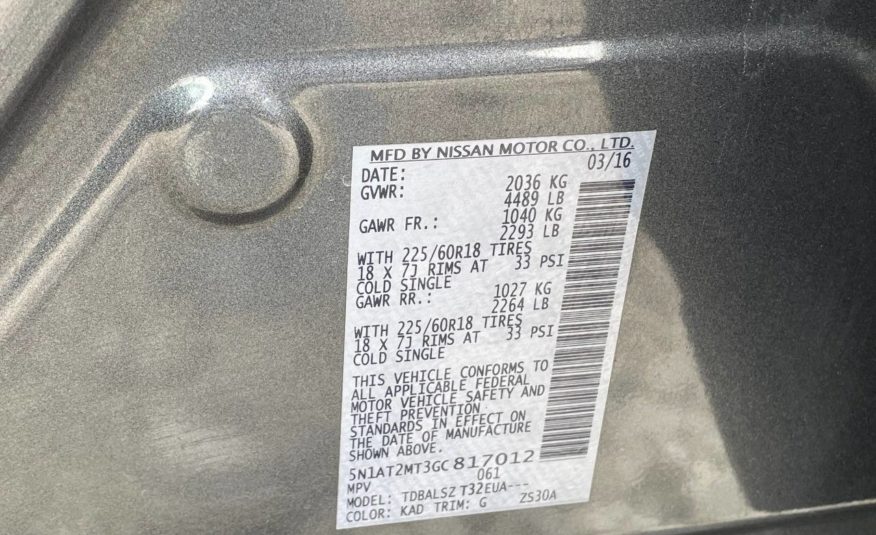 MFD BY NISSAN MOTOR CO., LTD.
DATE: 03/16
GVWR: 2036 KG
4489 LB
GAWR FR.: 1040 KG
2293 LB
WITH 225/60R18 TIRES
18 X 7J RIMS AT 33 PSI
COLD SINGLE
GAWR RR.: 1027 KG
2264 LB
WITH 225/60R18 TIRES
18 X 7J RIMS AT 33 PSI
COLD SINGLE
THIS VEHICLE CONFORMS TO
ALL APPLICABLE FEDERAL
MOTOR VEHICLE SAFETY AND
THEFT PREVENTION
STANDARDS IN EFFECT ON
THE DATE OF MANUFACTURE
SHOWN ABOVE.
5N1AT2MT3GC817012
MPV 061
MODEL: TDBALSZ T32EUA---
COLOR: KAD TRIM: G ZS30A